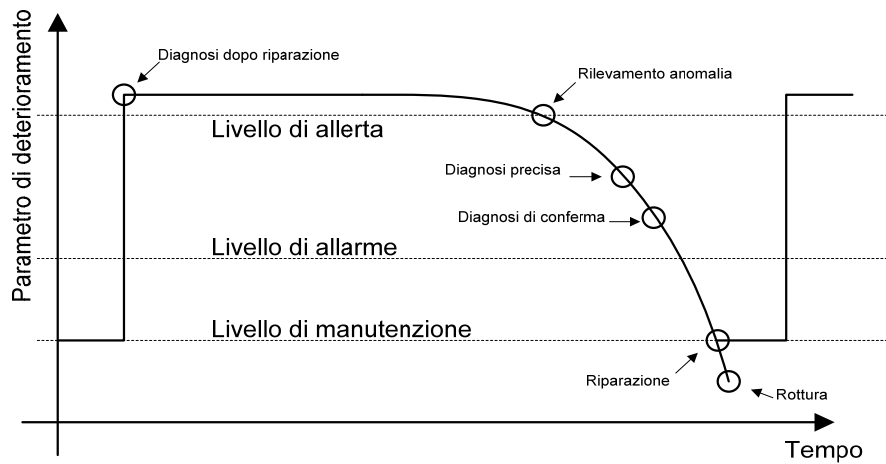 Parametro di deterioramento
Diagnosi dopo riparazione
Rilevamento anomalia
Livello di allerta
Diagnosi precisa
Diagnosi di conferma
Livello di allarme
Livello di manutenzione
Riparazione
Rottura
Tempo